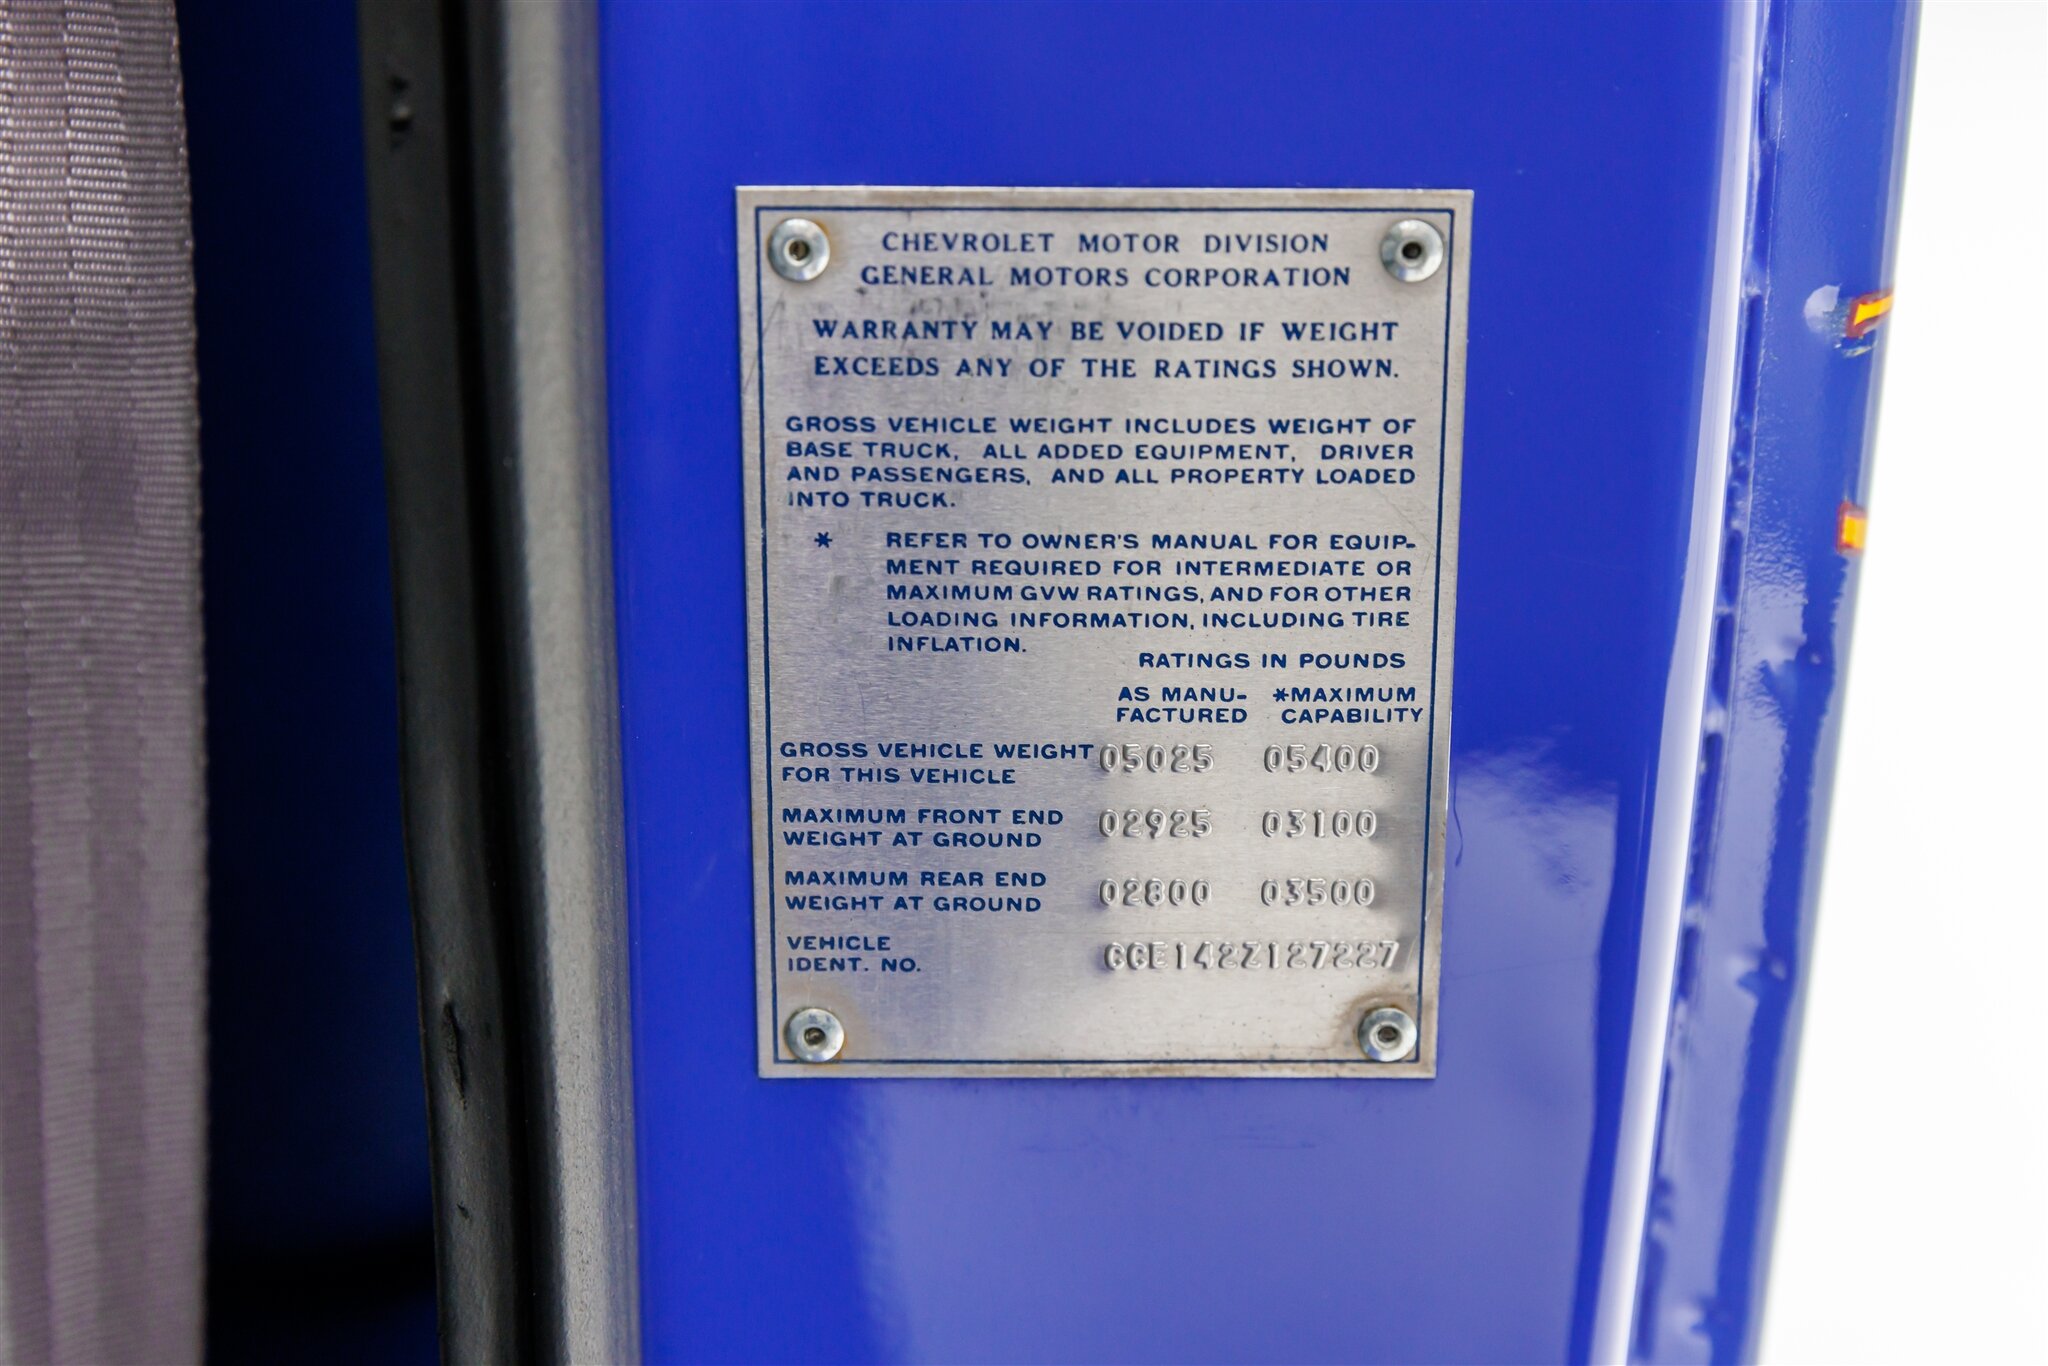 CHEVROLET MOTOR DIVISION
GENERAL MOTORS CORPORATION
WARRANTY MAY BE VOIDED IF WEIGHT
EXCEEDS ANY OF THE RATINGS SHOWN.
GROSS VEHICLE WEIGHT INCLUDES WEIGHT OF
BASE TRUCK, ALL ADDED EQUIPMENT, DRIVER
AND PASSENGERS, AND ALL PROPERTY LOADED
INTO TRUCK.
* REFER TO OWNER'S MANUAL FOR EQUIP-
MENT REQUIRED FOR INTERMEDIATE OR
MAXIMUM GVW RATINGS, AND FOR OTHER
LOADING INFORMATION, INCLUDING TIRE
INFLATION.
RATINGS IN POUNDS
AS MANU- *MAXIMUM
FACTURED CAPABILITY
GROSS VEHICLE WEIGHT 05025 05400
FOR THIS VEHICLE
MAXIMUM FRONT END 02925 03100
WEIGHT AT GROUND
MAXIMUM REAR END 02800 03500
WEIGHT AT GROUND
VEHICLE CCE142Z127227
IDENT. NO.